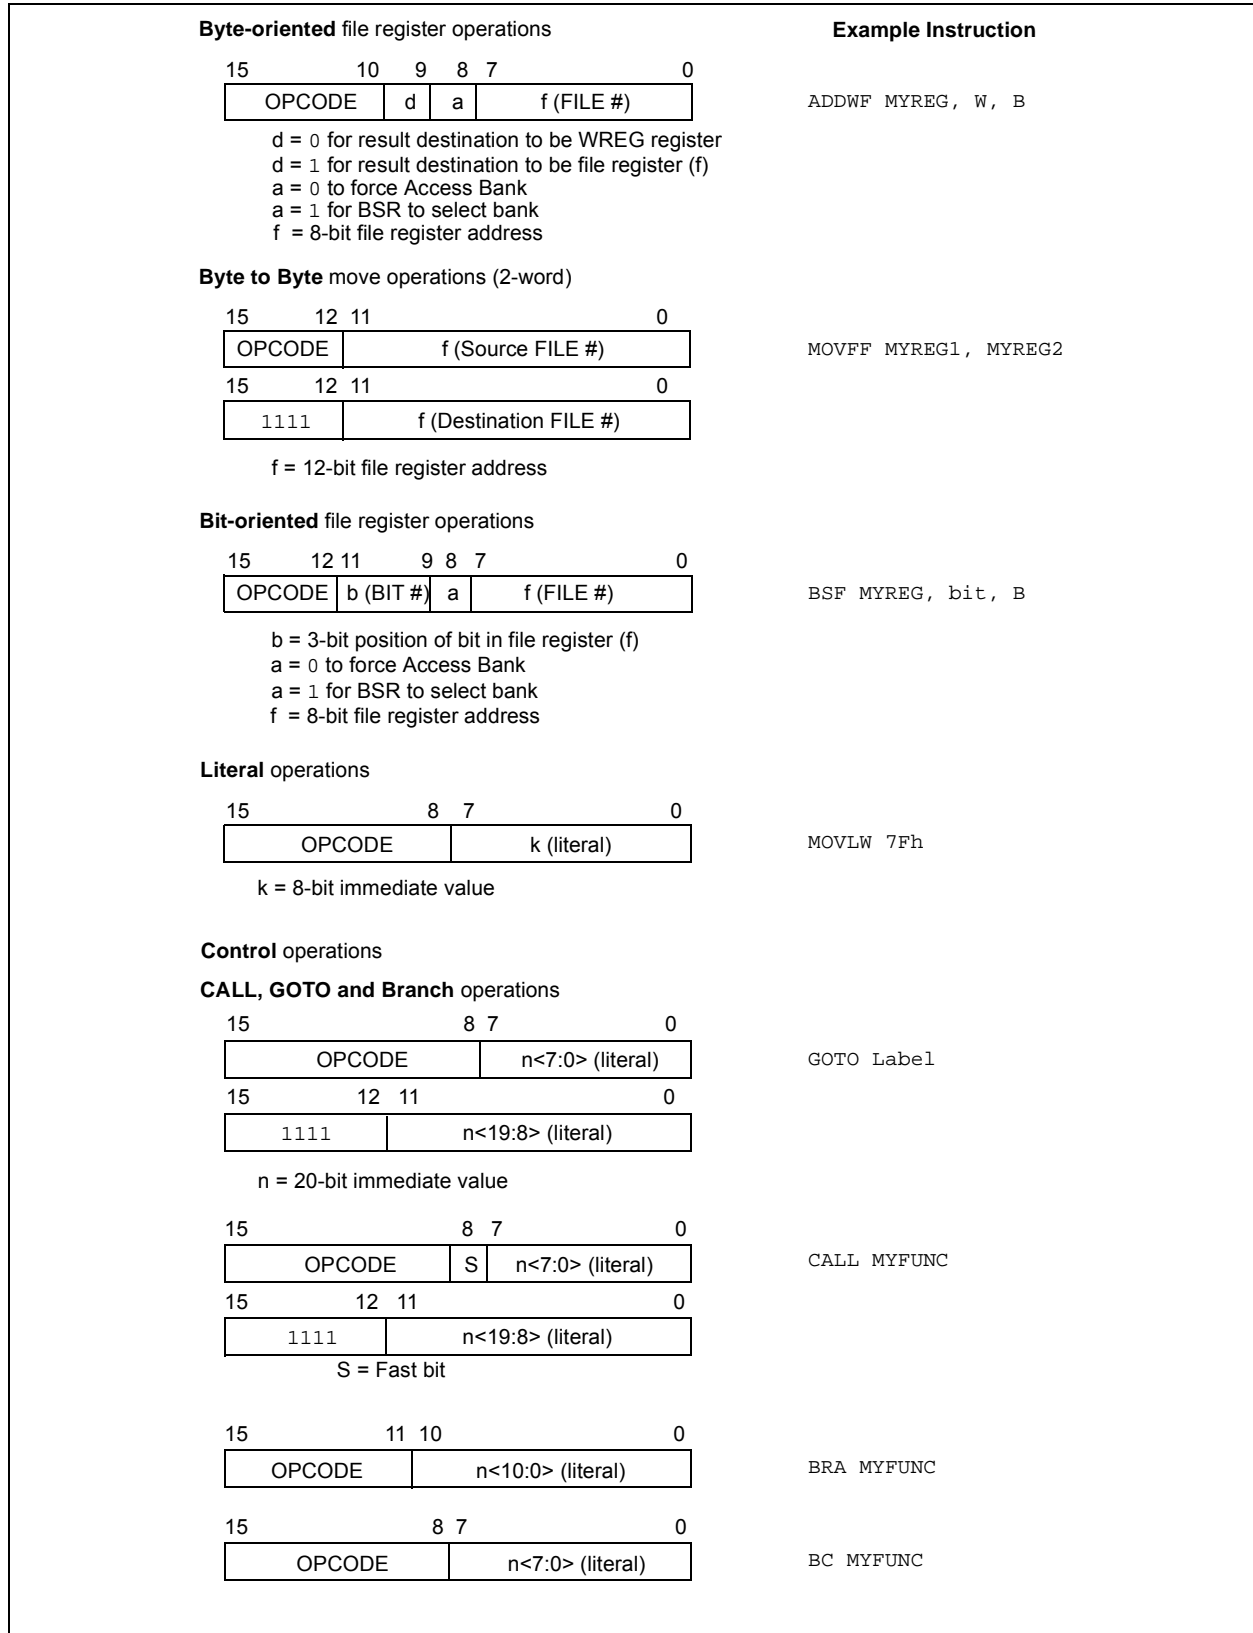 Byte-oriented file register operations
Example Instruction
15 10 9 8 7 0
OPCODE d a f (FILE #)
ADDWF MYREG, W, B
d = 0 for result destination to be WREG register
d = 1 for result destination to be file register (f)
a = 0 to force Access Bank
a = 1 for BSR to select bank
f = 8-bit file register address
Byte to Byte move operations (2-word)
15 12 11 0
OPCODE f (Source FILE #)
MOVFF MYREG1, MYREG2
15 12 11 0
1111 f (Destination FILE #)
f = 12-bit file register address
Bit-oriented file register operations
15 12 11 9 8 7 0
OPCODE b (BIT #) a f (FILE #)
BSF MYREG, bit, B
b = 3-bit position of bit in file register (f)
a = 0 to force Access Bank
a = 1 for BSR to select bank
f = 8-bit file register address
Literal operations
15 8 7 0
OPCODE k (literal)
MOVLW 7Fh
k = 8-bit immediate value
Control operations
CALL, GOTO and Branch operations
15 8 7 0
OPCODE n<7:0> (literal)
GOTO Label
15 12 11 0
1111 n<19:8> (literal)
n = 20-bit immediate value
15 8 7 0
OPCODE S n<7:0> (literal)
CALL MYFUNC
15 12 11 0
1111 n<19:8> (literal)
S = Fast bit
15 11 10 0
OPCODE n<10:0> (literal)
BRA MYFUNC
15 8 7 0
OPCODE n<7:0> (literal)
BC MYFUNC